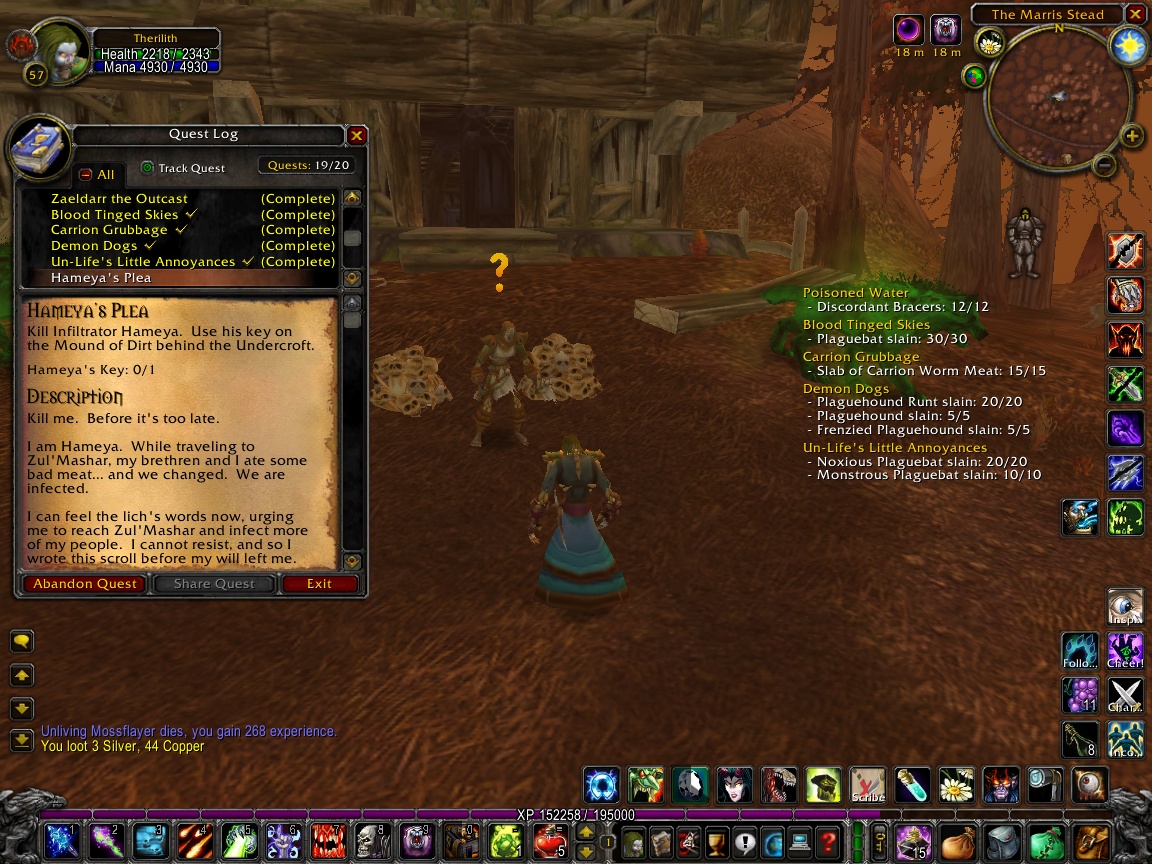 The Marris Stead
N
18 m 18 m
Therilith
Health 2218 / 2343
Mana 4930 / 4930
57
Quest Log
All
Track Quest
Quests: 19/20
Zaeldarr the Outcast (Complete)
Blood Tinged Skies (Complete)
Carrion Grubbage (Complete)
Demon Dogs (Complete)
Un-Life's Little Annoyances (Complete)
Hameya's Plea
Hameya's Plea
Kill Infiltrator Hameya. Use his key on
the Mound of Dirt behind the Undercroft.
Hameya's Key: 0/1
Description
Kill me. Before it's too late.
I am Hameya. While traveling to
Zul'Mashar, my brethren and I ate some
bad meat... and we changed. We are
infected.
I can feel the lich's words now, urging
me to reach Zul'Mashar and infect more
of my people. I cannot resist, and so I
wrote this scroll before my will left me.
Abandon Quest
Share Quest
Exit
?
Poisoned Water
- Discordant Bracers: 12/12
Blood Tinged Skies
- Plaguebat slain: 30/30
Carrion Grubbage
- Slab of Carrion Worm Meat: 15/15
Demon Dogs
- Plaguehound Runt slain: 20/20
- Plaguehound slain: 5/5
- Frenzied Plaguehound slain: 5/5
Un-Life's Little Annoyances
- Noxious Plaguebat slain: 20/20
- Monstrous Plaguebat slain: 10/10
Follo... Cheer!
11
8
Unliving Mossflayer dies, you gain 268 experience.
You loot 3 Silver, 44 Copper
Scribe
XP 152258 / 195000
1 2 3 4 5 6 7 8 9 0 - =
5
1
15